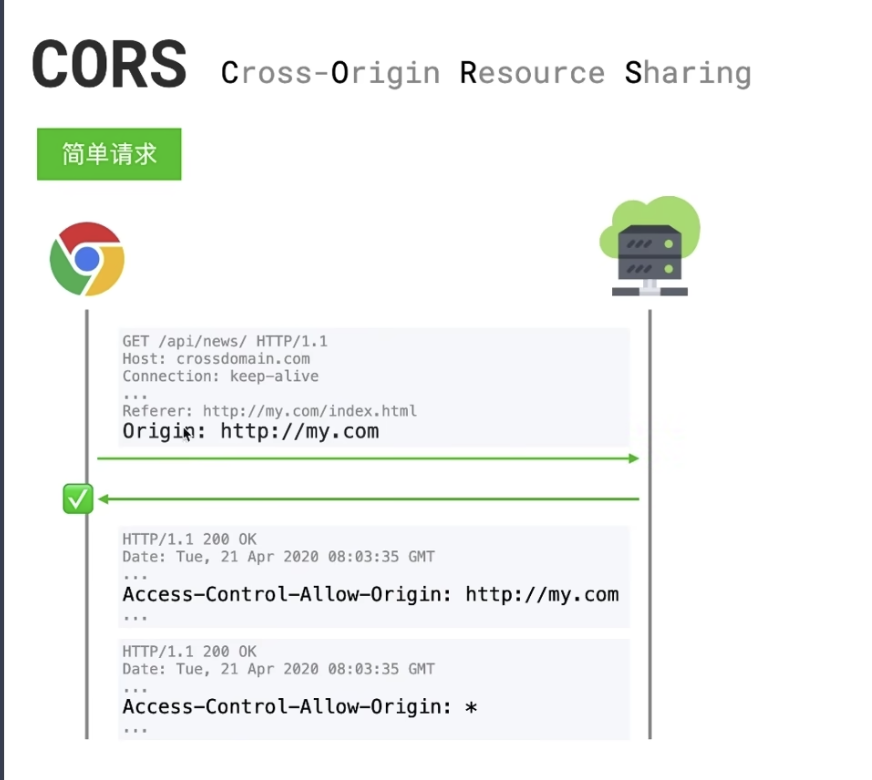 CORS Cross-Origin Resource Sharing
简单请求
GET /api/news/ HTTP/1.1
Host: crossdomain.com
Connection: keep-alive
...
Referer: http://my.com/index.html
Origin: http://my.com
HTTP/1.1 200 OK
Date: Tue, 21 Apr 2020 08:03:35 GMT
...
Access-Control-Allow-Origin: http://my.com
...
HTTP/1.1 200 OK
Date: Tue, 21 Apr 2020 08:03:35 GMT
...
Access-Control-Allow-Origin: *
...